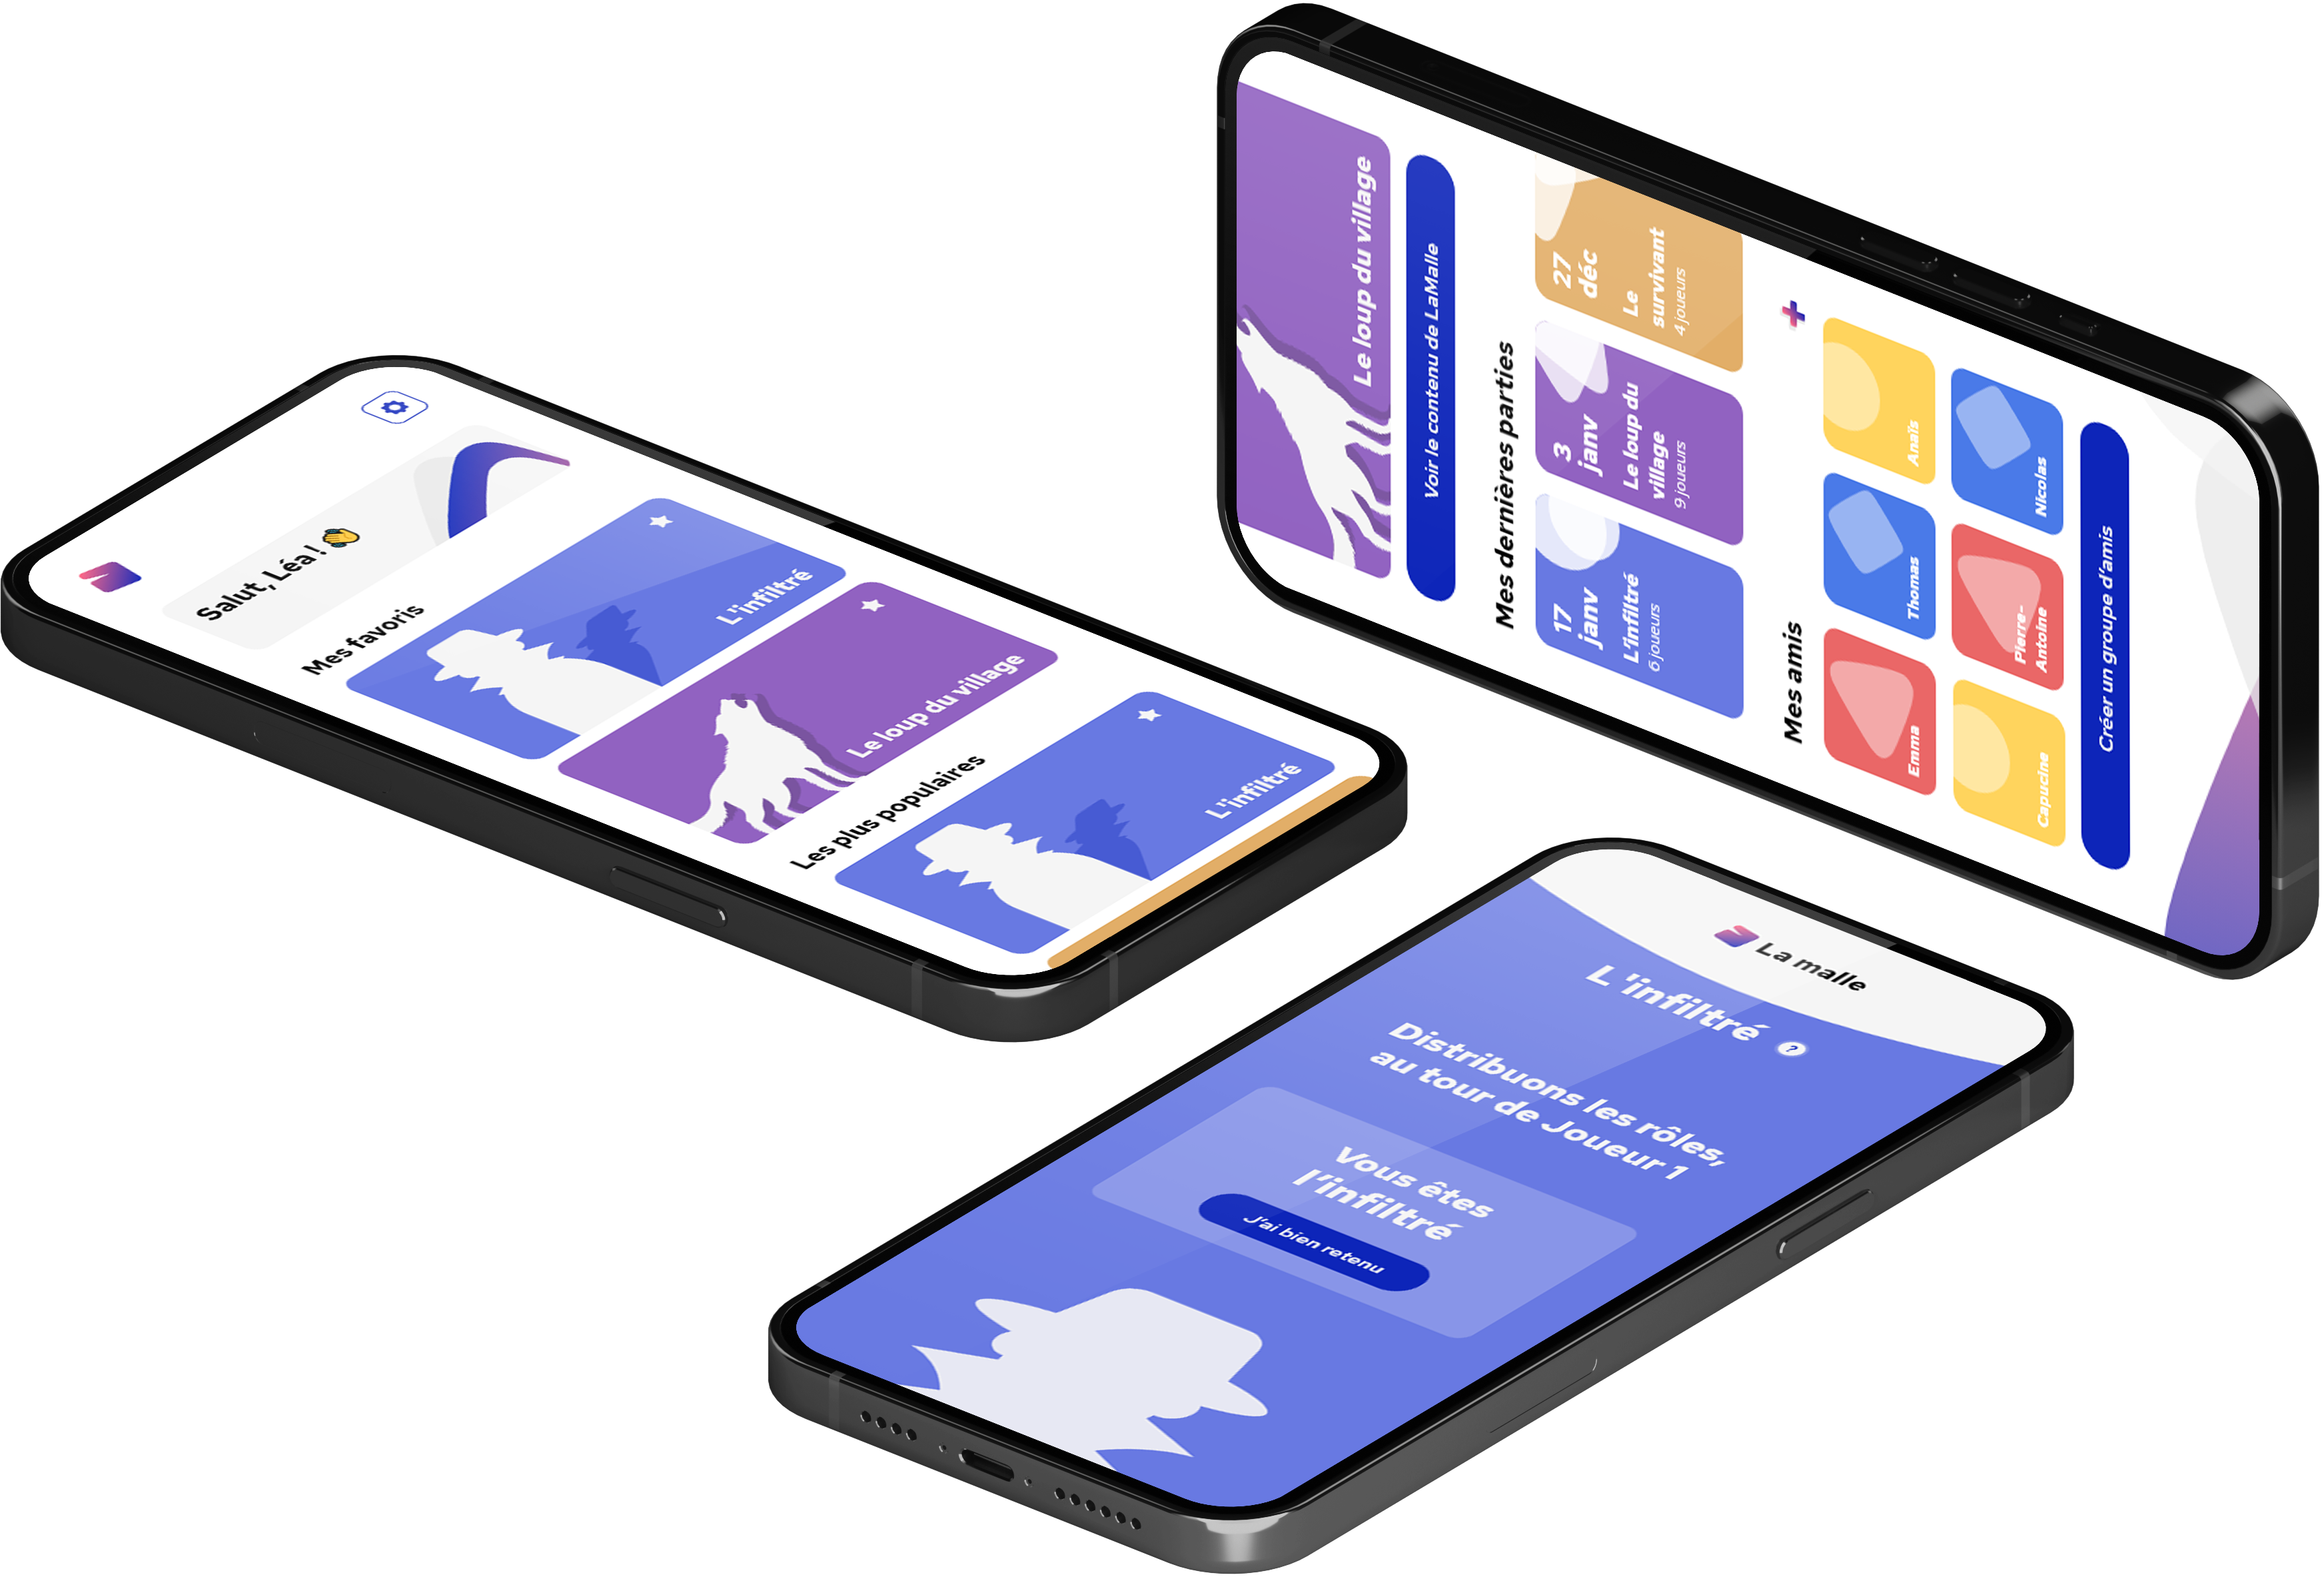 Salut, Léa ! 👏
Mes favoris
L'infiltré
Le loup du village
Les plus populaires
L'infiltré
Le loup du village
Voir le contenu de LaMalle
Mes dernières parties
17
janv
L'infiltré
6 joueurs
3
janv
Le loup du
village
9 joueurs
27
déc
Le
survivant
4 joueurs
Mes amis
+
Emma
Thomas
Anaïs
Capucine
Pierre-
Antoine
Nicolas
Créer un groupe d'amis
La malle
L'infiltré ?
Distribuons les rôles,
au tour de Joueur 1
Vous êtes
l'infiltré
J'ai bien retenu